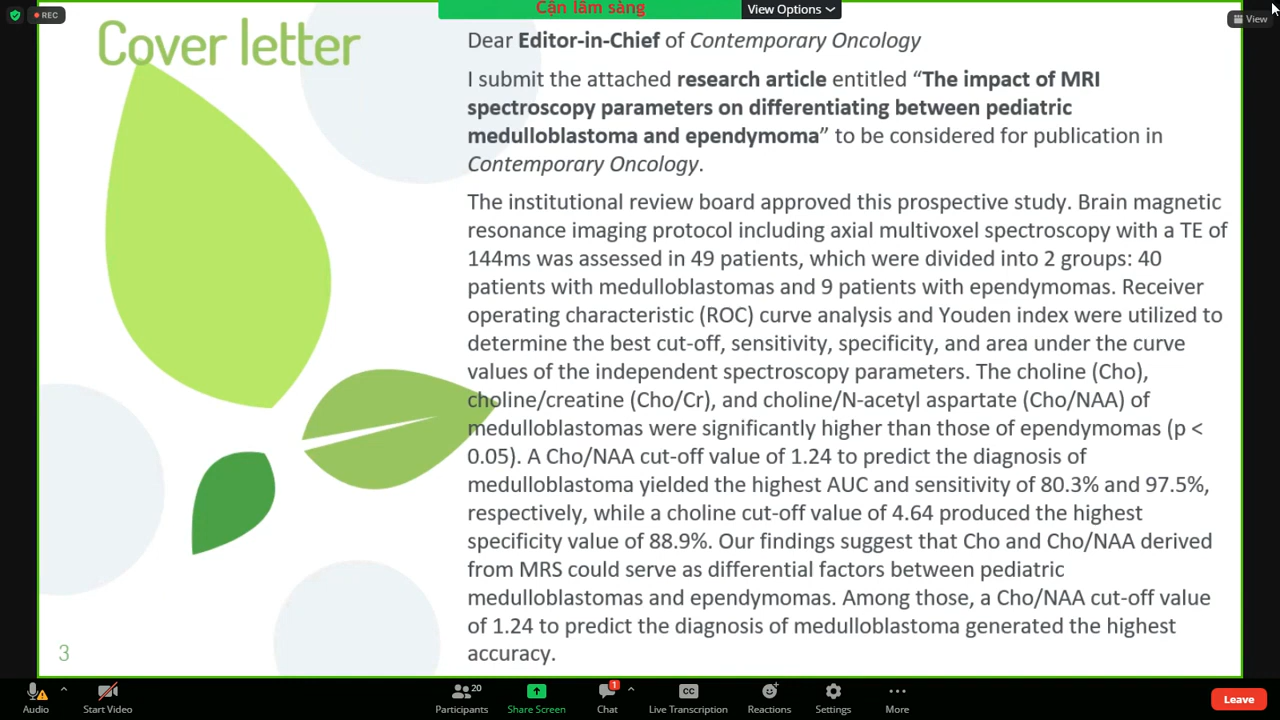 REC
Cận lâm sàng
View Options
View
Cover letter
Dear Editor-in-Chief of Contemporary Oncology
I submit the attached research article entitled “The impact of MRI
spectroscopy parameters on differentiating between pediatric
medulloblastoma and ependymoma” to be considered for publication in
Contemporary Oncology.
The institutional review board approved this prospective study. Brain magnetic
resonance imaging protocol including axial multivoxel spectroscopy with a TE of
144ms was assessed in 49 patients, which were divided into 2 groups: 40
patients with medulloblastomas and 9 patients with ependymomas. Receiver
operating characteristic (ROC) curve analysis and Youden index were utilized to
determine the best cut-off, sensitivity, specificity, and area under the curve
values of the independent spectroscopy parameters. The choline (Cho),
choline/creatine (Cho/Cr), and choline/N-acetyl aspartate (Cho/NAA) of
medulloblastomas were significantly higher than those of ependymomas (p <
0.05). A Cho/NAA cut-off value of 1.24 to predict the diagnosis of
medulloblastoma yielded the highest AUC and sensitivity of 80.3% and 97.5%,
respectively, while a choline cut-off value of 4.64 produced the highest
specificity value of 88.9%. Our findings suggest that Cho and Cho/NAA derived
from MRS could serve as differential factors between pediatric
medulloblastomas and ependymomas. Among those, a Cho/NAA cut-off value
of 1.24 to predict the diagnosis of medulloblastoma generated the highest
accuracy.
3
Audio
Start Video
20
Participants
Share Screen
1
Chat
CC
Live Transcription
Reactions
Settings
More
Leave